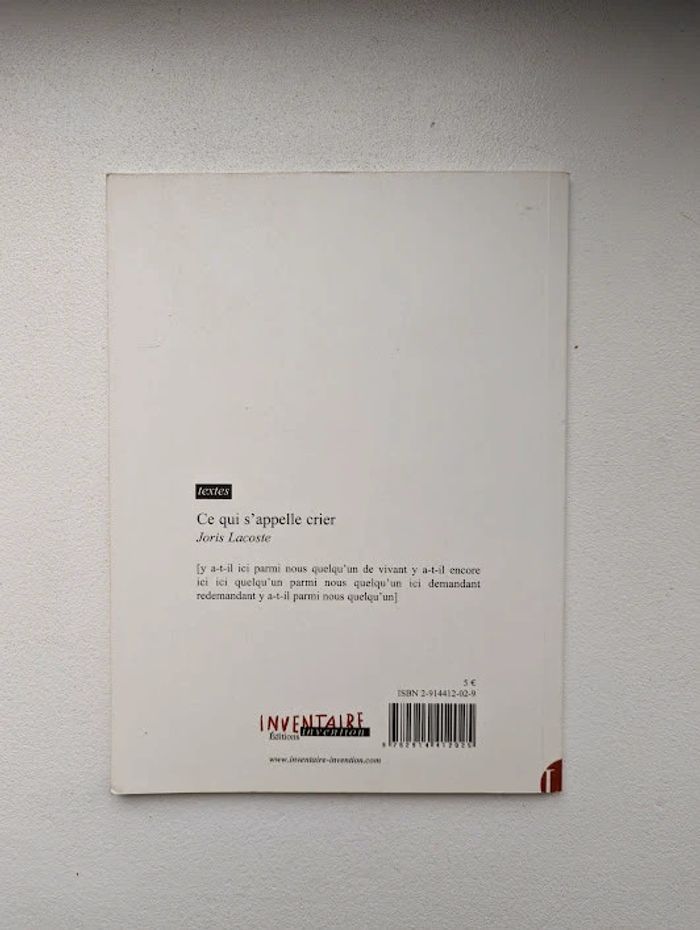 textes
Ce qui s'appelle crier
Joris Lacoste
[y a-t-il ici parmi nous quelqu'un de vivant y a-t-il encore
ici ici quelqu'un parmi nous quelqu'un ici demandant
redemandant y a-t-il parmi nous quelqu'un]
5 €
ISBN 2-914412-02-9
INVENTAIRE
Éditions invention
www.inventaire-invention.com